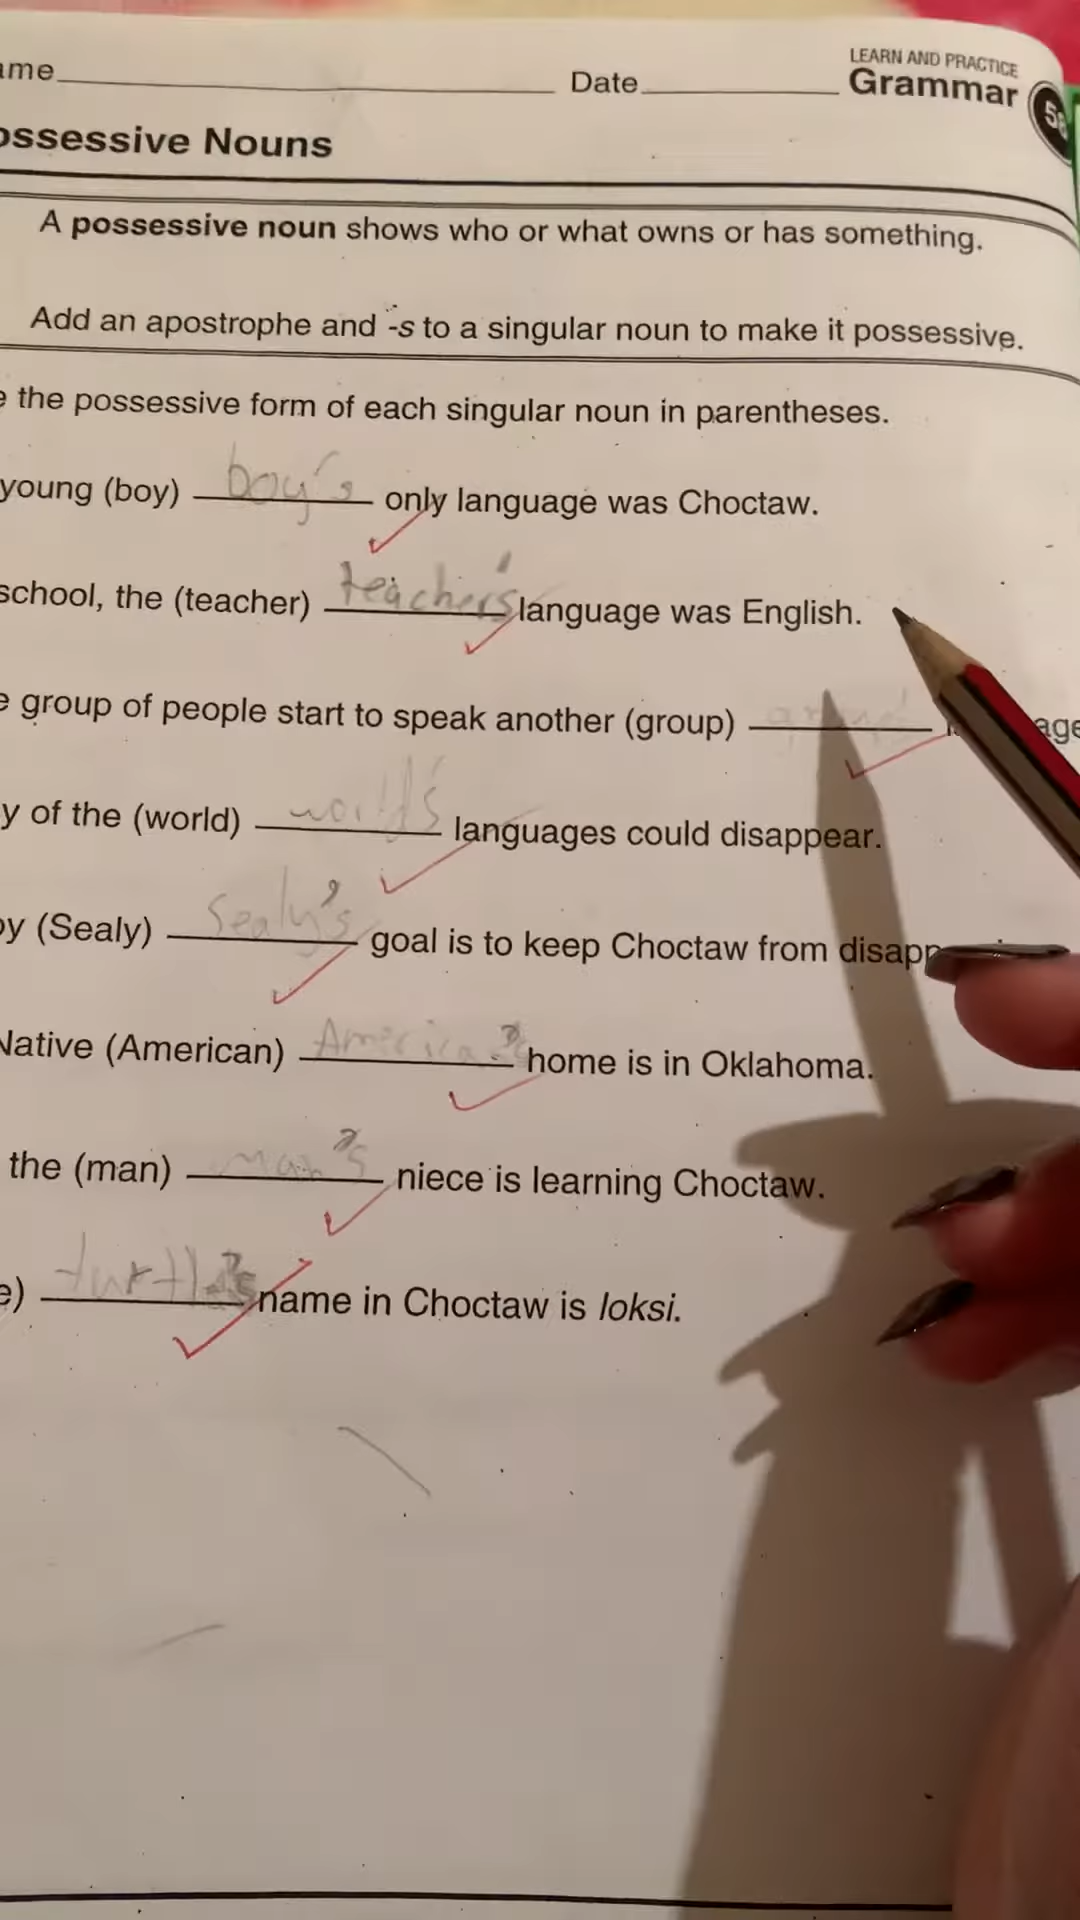 ame Date LEARN AND PRACTICE
Grammar
ossessive Nouns
A possessive noun shows who or what owns or has something.
Add an apostrophe and -s to a singular noun to make it possessive.
e the possessive form of each singular noun in parentheses.
young (boy) boy's only language was Choctaw.
school, the (teacher) teacher's language was English.
e group of people start to speak another (group) age
y of the (world) world's languages could disappear.
by (Sealy) Sealy's goal is to keep Choctaw from disapp
Native (American) home is in Oklahoma.
the (man) man's niece is learning Choctaw.
e) turtle's name in Choctaw is loksi.